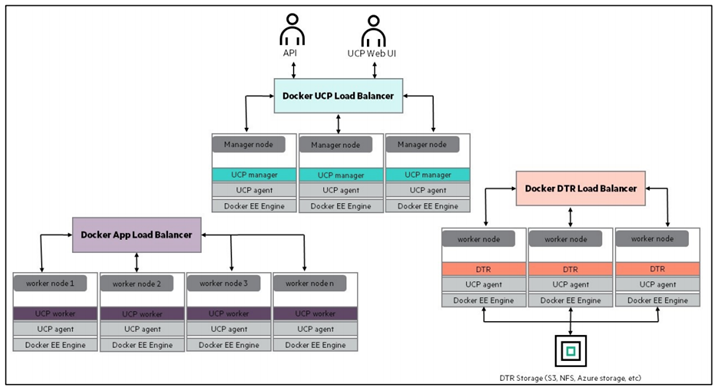 API
UCP Web UI
Docker UCP Load Balancer
Manager node
Manager node
Manager node
UCP manager
UCP manager
UCP manager
UCP agent
UCP agent
UCP agent
Docker EE Engine
Docker EE Engine
Docker EE Engine
Docker DTR Load Balancer
worker node
worker node
worker node
DTR
DTR
DTR
UCP agent
UCP agent
UCP agent
Docker EE Engine
Docker EE Engine
Docker EE Engine
DTR Storage (S3, NFS, Azure storage, etc)
Docker App Load Balancer
worker node 1
worker node 2
worker node 3
worker node n
UCP worker
UCP worker
UCP worker
UCP worker
UCP agent
UCP agent
UCP agent
UCP agent
Docker EE Engine
Docker EE Engine
Docker EE Engine
Docker EE Engine